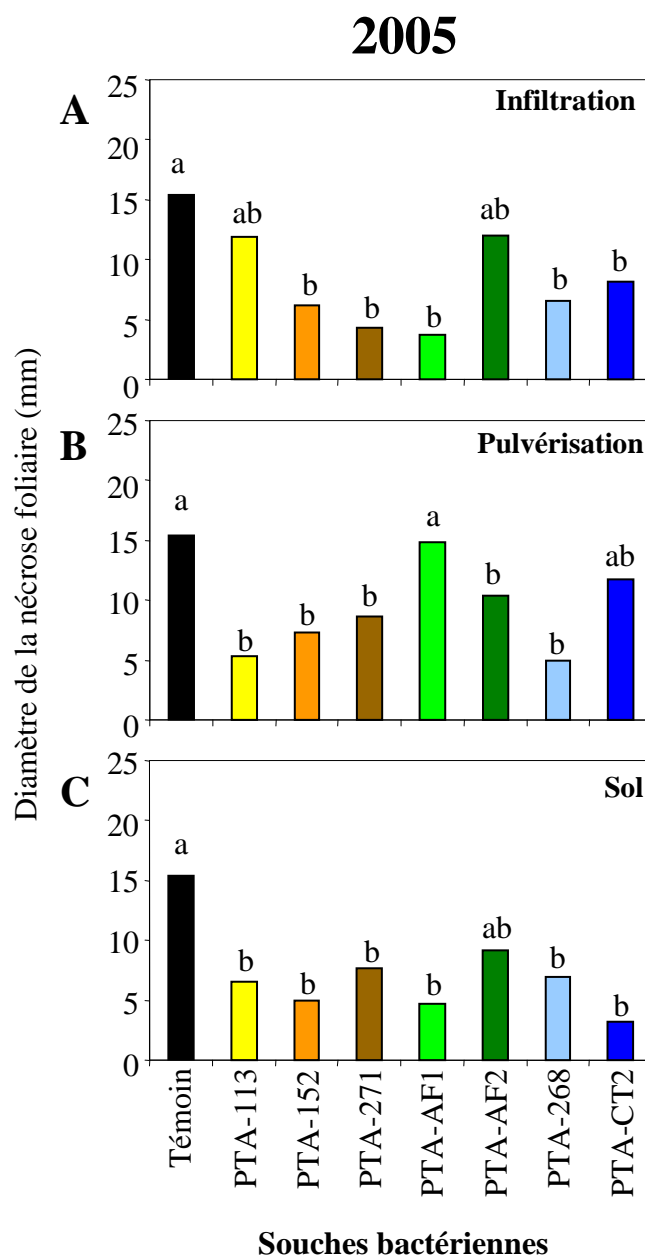 2005
Diamètre de la nécrose foliaire (mm)
A
Infiltration
25
20
15
10
5
0
a
ab
b
b
b
ab
b
b
B
Pulvérisation
25
20
15
10
5
0
a
b
b
b
a
b
b
ab
C
Sol
25
20
15
10
5
0
a
b
b
b
b
ab
b
b
Témoin
PTA-113
PTA-152
PTA-271
PTA-AF1
PTA-AF2
PTA-268
PTA-CT2
Souches bactériennes